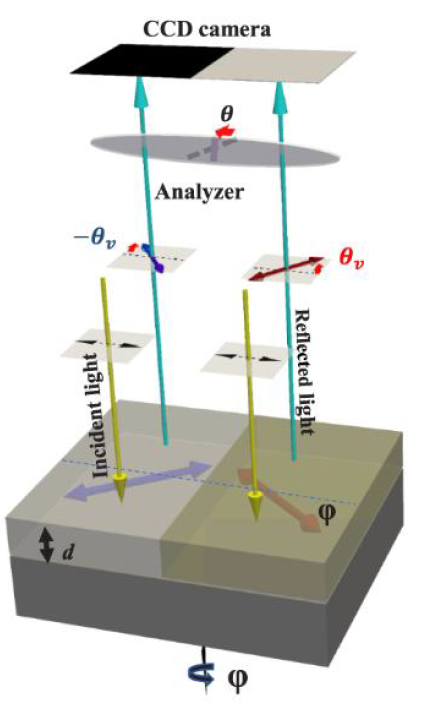 CCD camera
θ
Analyzer
−θᵥ
θᵥ
Incident light
Reflected light
φ
d
φ